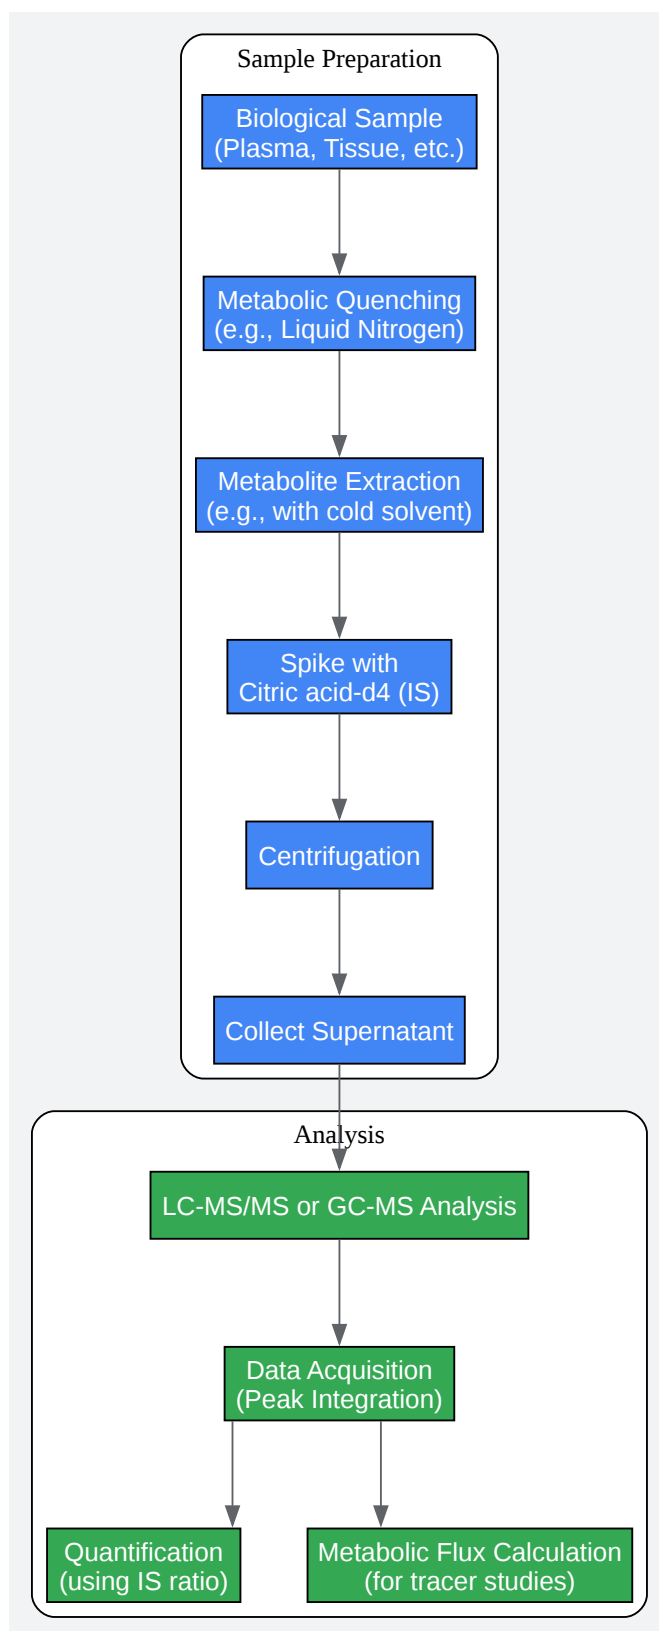 Sample Preparation
Biological Sample
(Plasma, Tissue, etc.)
Metabolic Quenching
(e.g., Liquid Nitrogen)
Metabolite Extraction
(e.g., with cold solvent)
Spike with
Citric acid-d4 (IS)
Centrifugation
Collect Supernatant
Analysis
LC-MS/MS or GC-MS Analysis
Data Acquisition
(Peak Integration)
Quantification
(using IS ratio)
Metabolic Flux Calculation
(for tracer studies)